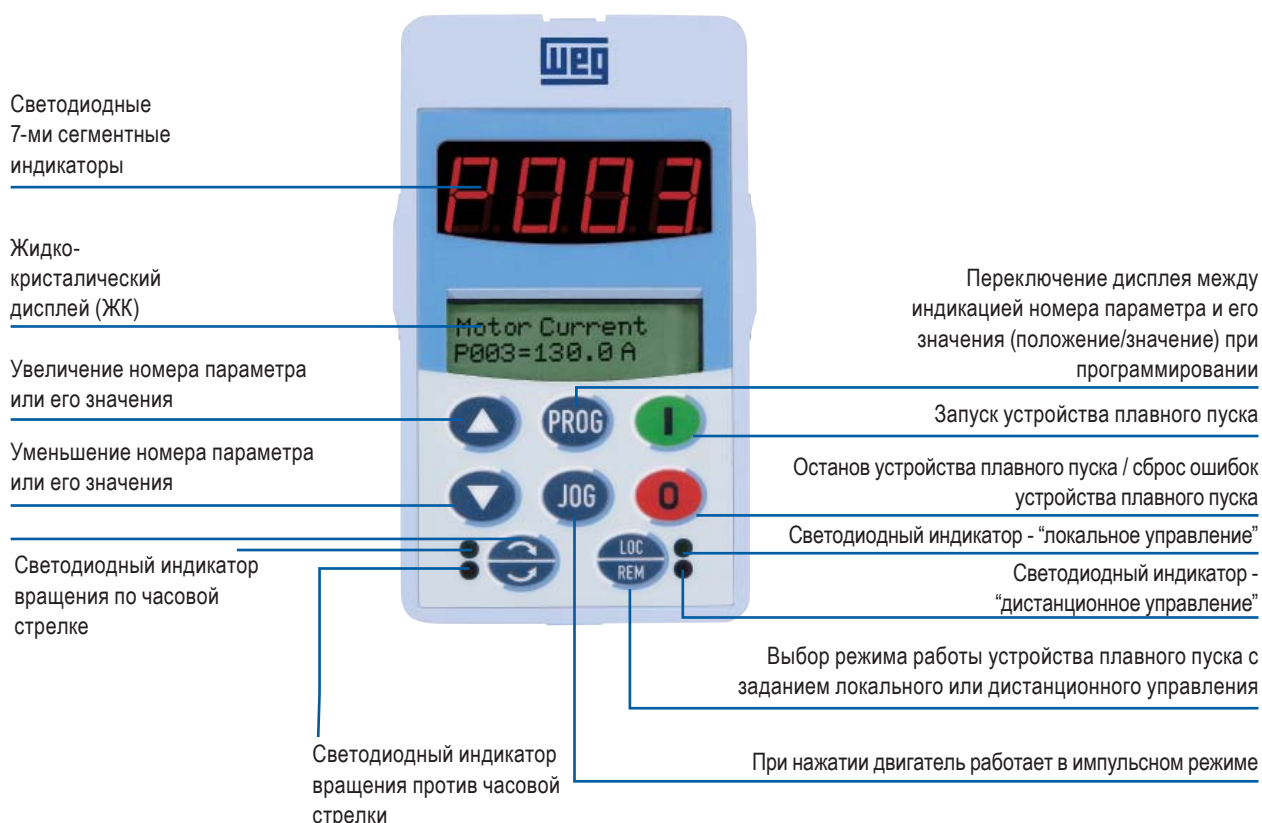 weg
Светодиодные
7-ми сегментные
индикаторы
P003
Жидко-
кристалический
дисплей (ЖК)
Motor Current
P003=130.0 A
Увеличение номера параметра
или его значения
Уменьшение номера параметра
или его значения
PROG
I
JOG
0
LOC
REM
Светодиодный индикатор
вращения по часовой
стрелке
Светодиодный индикатор
вращения против часовой
стрелки
Переключение дисплея между
индикацией номера параметра и его
значения (положение/значение) при
программировании
Запуск устройства плавного пуска
Останов устройства плавного пуска / сброс ошибок
устройства плавного пуска
Светодиодный индикатор - “локальное управление”
Светодиодный индикатор -
“дистанционное управление”
Выбор режима работы устройства плавного пуска с
заданием локального или дистанционного управления
При нажатии двигатель работает в импульсном режиме